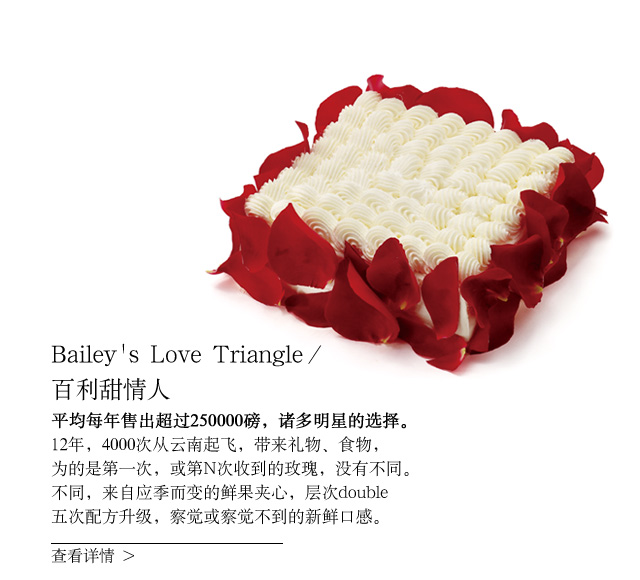 Bailey's Love Triangle /
百利甜情人
平均每年售出超过250000磅，诸多明星的选择。
12年，4000次从云南起飞，带来礼物、食物，
为的是第一次，或第N次收到的玫瑰，没有不同。
不同，来自应季而变的鲜果夹心，层次double
五次配方升级，察觉或察觉不到的新鲜口感。
查看详情 >